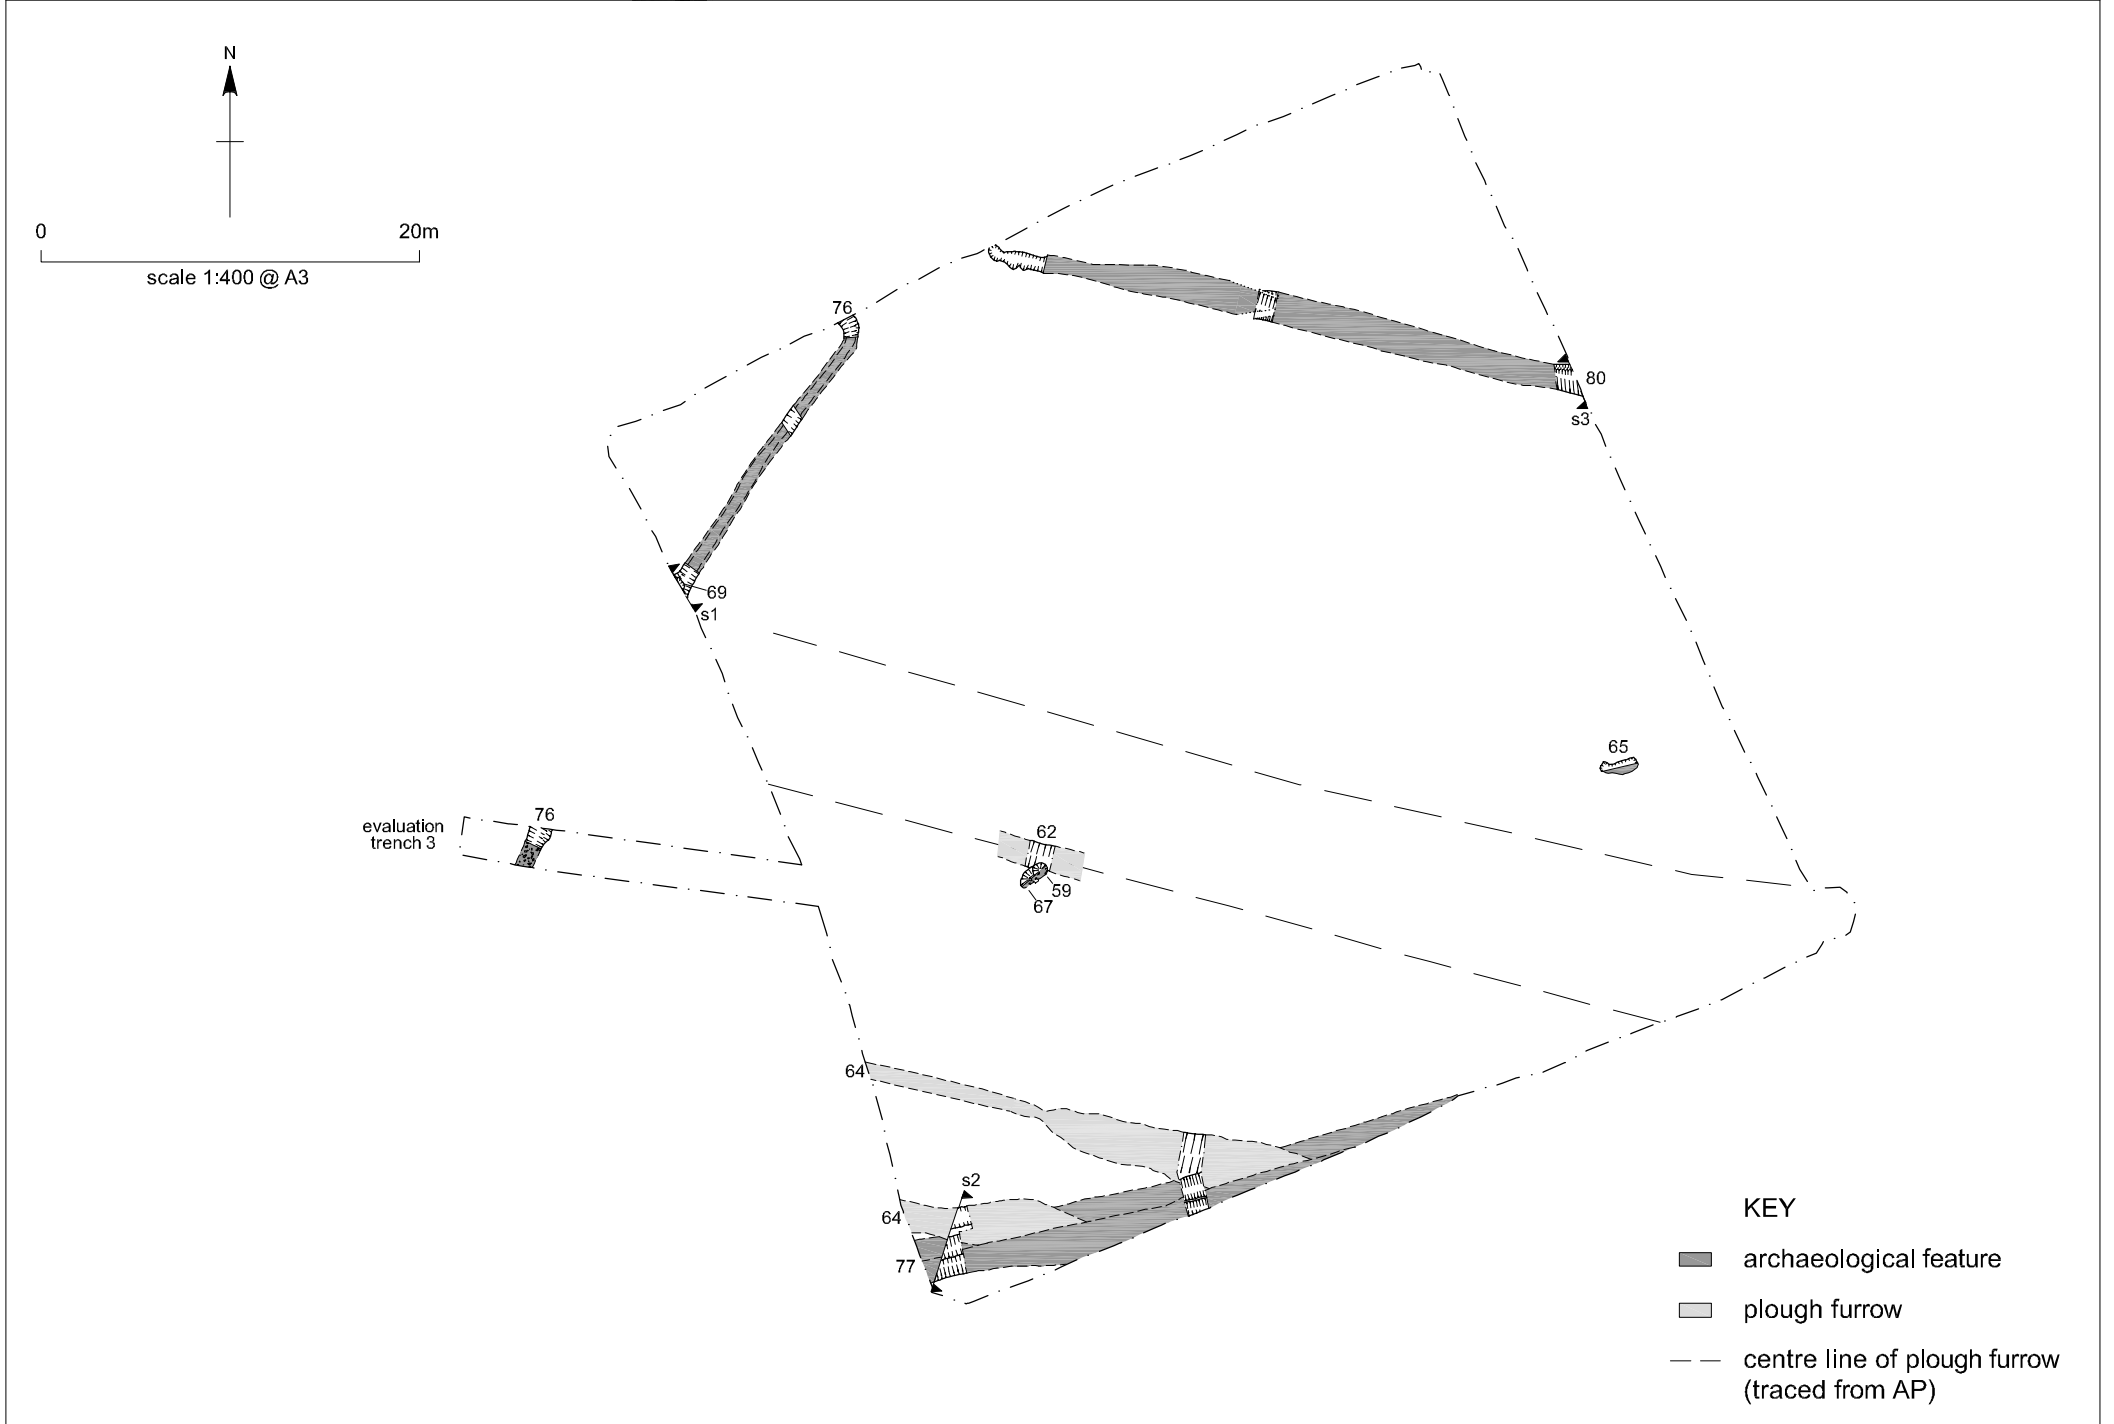 N
0 20m
scale 1:400 @ A3
76
80
s3
69
s1
65
evaluation
trench 3
76
62
59
67
64
s2
64
77
KEY
archaeological feature
plough furrow
centre line of plough furrow
(traced from AP)